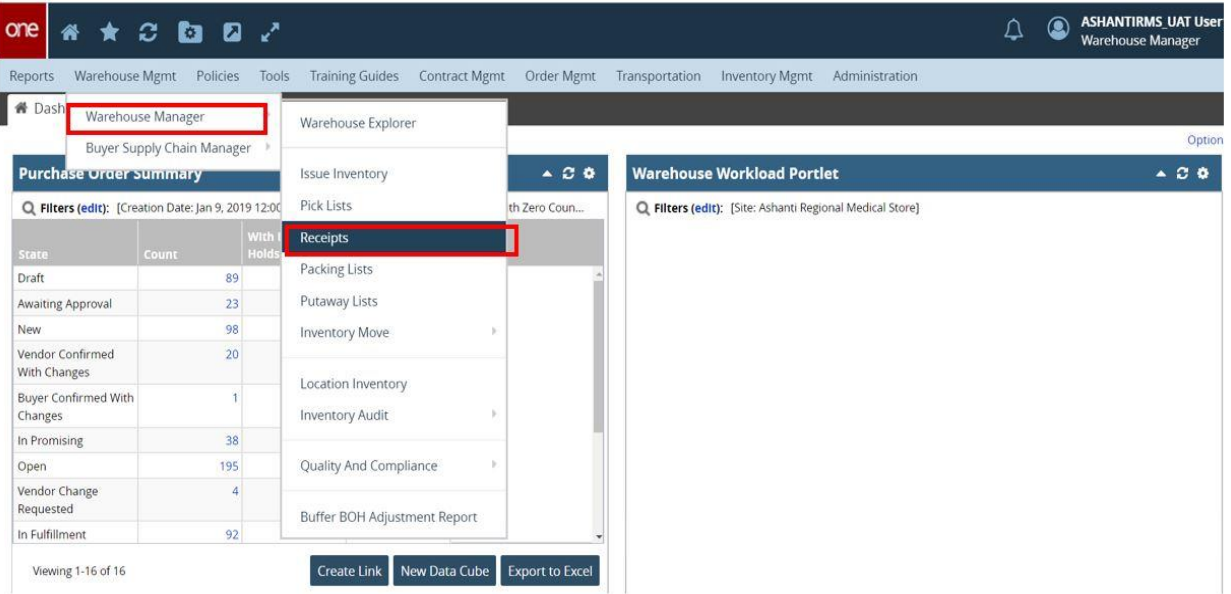 one
ASHANTIRMS_UAT User
Warehouse Manager
Reports Warehouse Mgmt Policies Tools Training Guides Contract Mgmt Order Mgmt Transportation Inventory Mgmt Administration
Dash
Warehouse Manager
Buyer Supply Chain Manager
Warehouse Explorer
Issue Inventory
Pick Lists
Receipts
Packing Lists
Putaway Lists
Inventory Move
Location Inventory
Inventory Audit
Quality And Compliance
Buffer BOH Adjustment Report
Option
Purchase Order Summary
Filters (edit): [Creation Date: Jan 9, 2019 12:00
th Zero Coun...
State Count With
Holds
Draft 89
Awaiting Approval 23
New 98
Vendor Confirmed 20
With Changes
Buyer Confirmed With 1
Changes
In Promising 38
Open 195
Vendor Change 4
Requested
In Fulfillment 92
Viewing 1-16 of 16
Create Link New Data Cube Export to Excel
Warehouse Workload Portlet
Filters (edit): [Site: Ashanti Regional Medical Store]